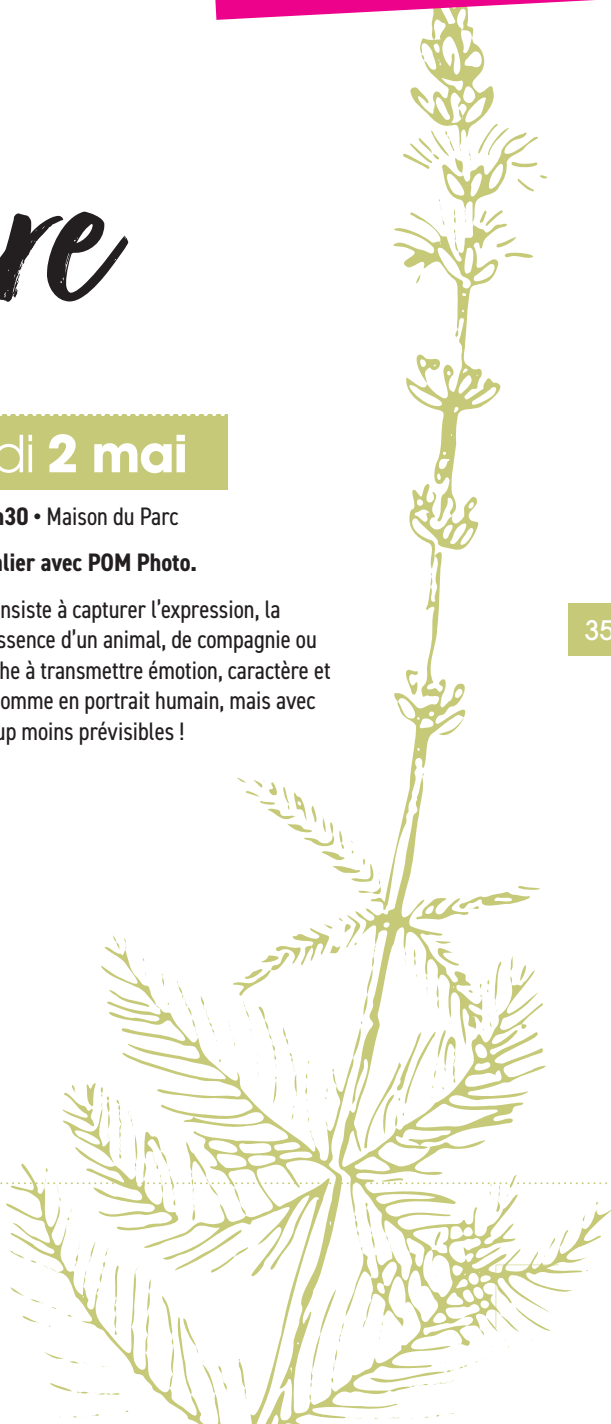 re
di 2 mai
h30 • Maison du Parc
lier avec POM Photo.
nsiste à capturer l’expression, la
ssence d’un animal, de compagnie ou
he à transmettre émotion, caractère et
omme en portrait humain, mais avec
up moins prévisibles !
35